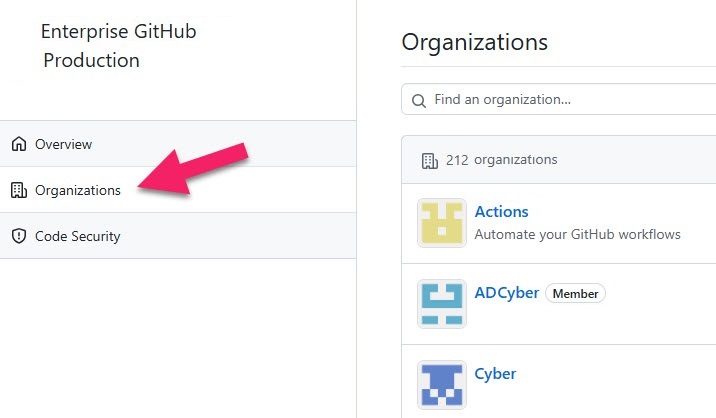 Enterprise GitHub
Production
Overview
Organizations
Code Security
Organizations
Find an organization...
212 organizations
Actions
Automate your GitHub workflows
ADCyber Member
Cyber